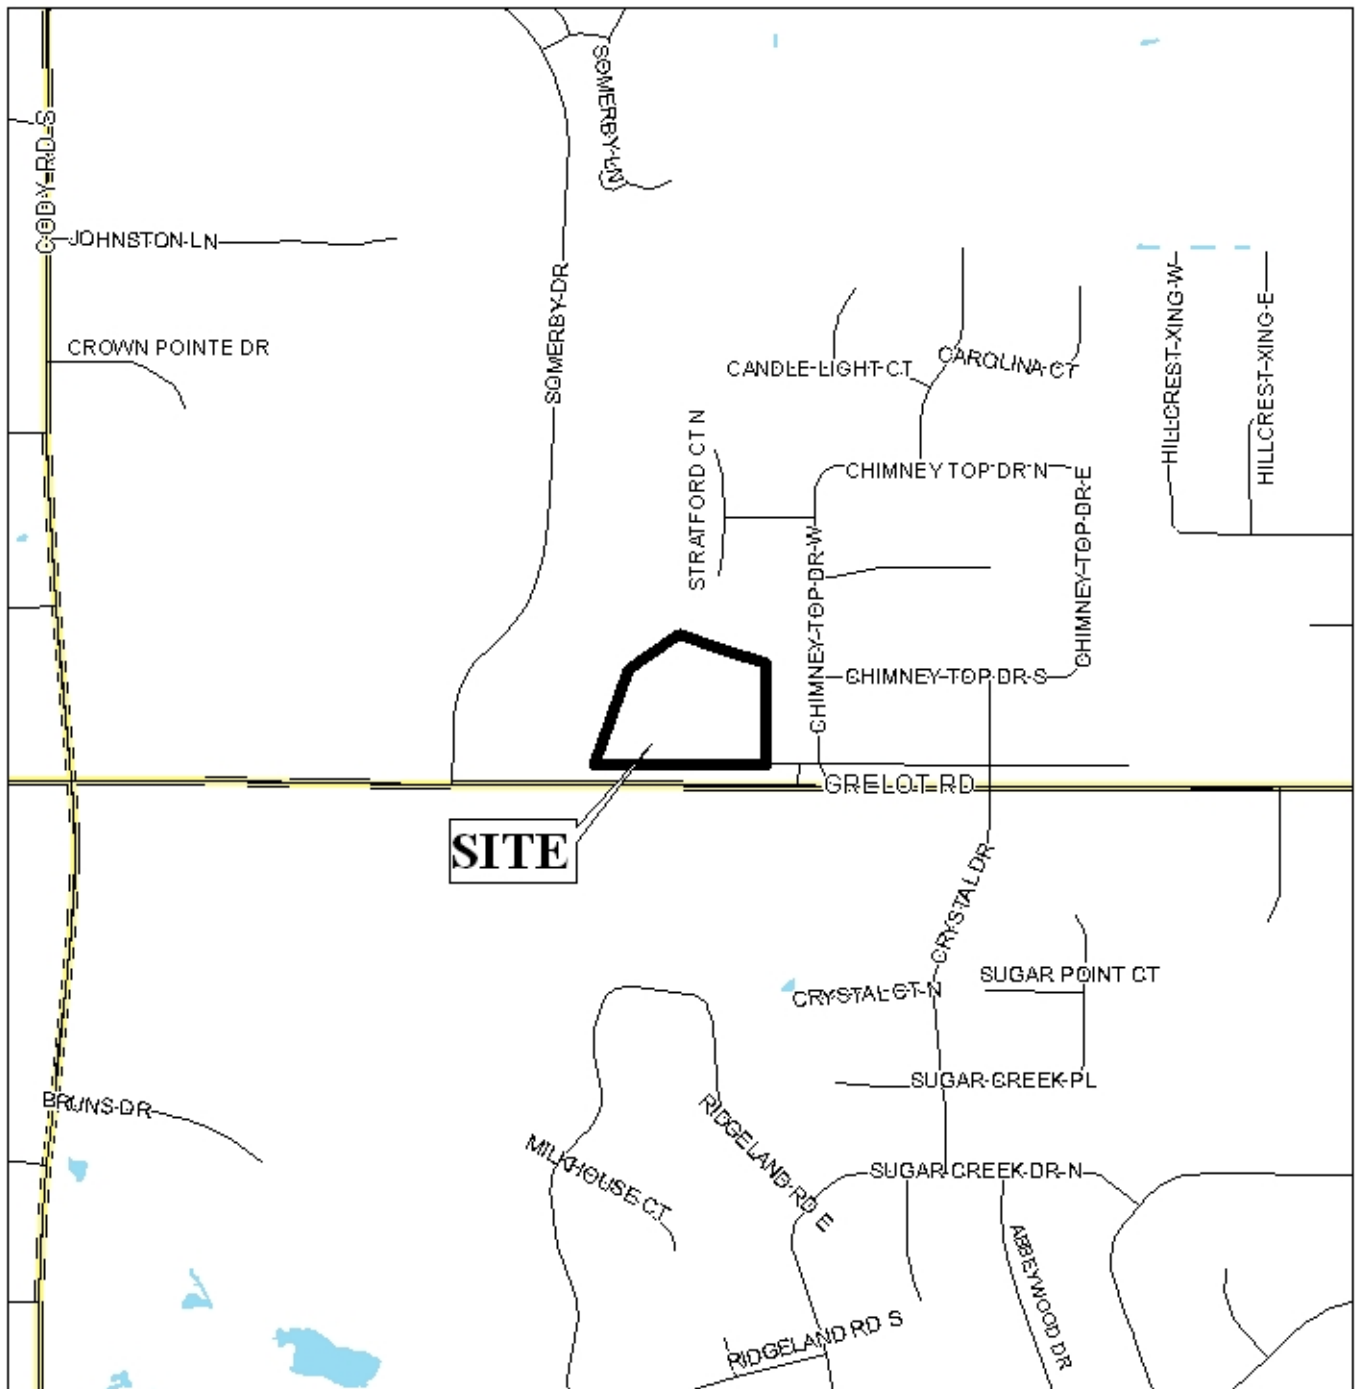 SOMERBY LN
CODY RD S
JOHNSTON LN
SOMERBY DR
CROWN POINTE DR
HILLCREST XING W
HILLCREST XING E
CANDLE LIGHT CT
CAROLINA CT
STRATFORD CT N
CHIMNEY TOP DR N
CHIMNEY TOP DR E
CHIMNEY TOP DR W
CHIMNEY TOP DR S
GRELOT RD
SITE
CRYSTAL DR
SUGAR POINT CT
CRYSTAL CT N
SUGAR CREEK PL
BRUNS DR
RIDGELAND RD E
MILKHOUSE CT
SUGAR CREEK DR N
ABBEYWOOD DR
RIDGELAND RD S